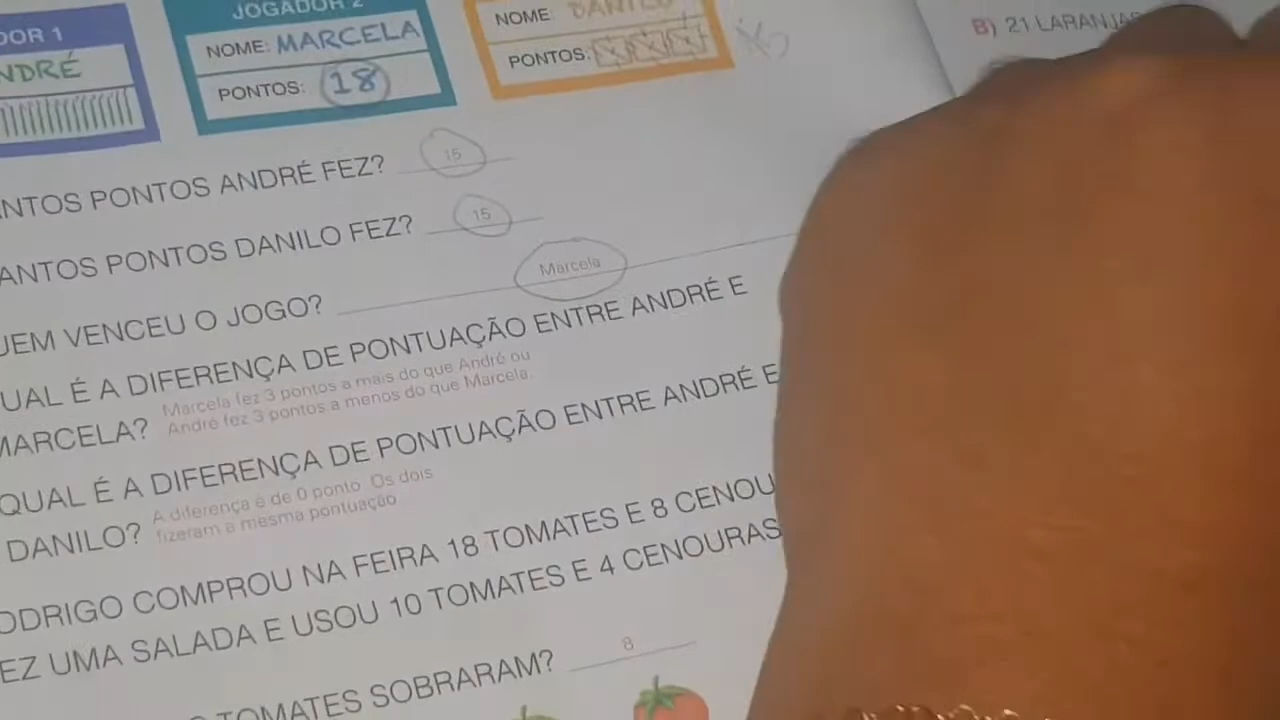 DOR 1
NDRÉ
JOGADOR 2
NOME: MARCELA
PONTOS: 18
NOME: DANILO
PONTOS:
B) 21 LARANJAS
NTOS PONTOS ANDRÉ FEZ? 15
ANTOS PONTOS DANILO FEZ? 15
UEM VENCEU O JOGO? Marcela
UAL É A DIFERENÇA DE PONTUAÇÃO ENTRE ANDRÉ E
MARCELA? Marcela fez 3 pontos a mais do que André ou
André fez 3 pontos a menos do que Marcela.
QUAL É A DIFERENÇA DE PONTUAÇÃO ENTRE ANDRÉ E
DANILO? A diferença é de 0 ponto. Os dois
fizeram a mesma pontuação
ODRIGO COMPROU NA FEIRA 18 TOMATES E 8 CENOU
EZ UMA SALADA E USOU 10 TOMATES E 4 CENOURAS
TOMATES SOBRARAM? 8